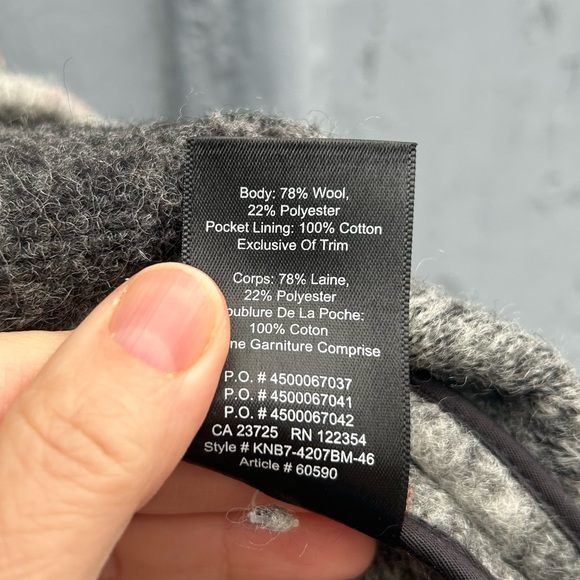 Body: 78% Wool,
22% Polyester
Pocket Lining: 100% Cotton
Exclusive Of Trim
Corps: 78% Laine,
22% Polyester
De La Poche:
100% Coton
Garniture Comprise
P.O. # 4500067037
P.O. # 4500067041
P.O. # 4500067042
CA 23725 RN 122354
Style # KNB7-4207BM-46
Article # 60590